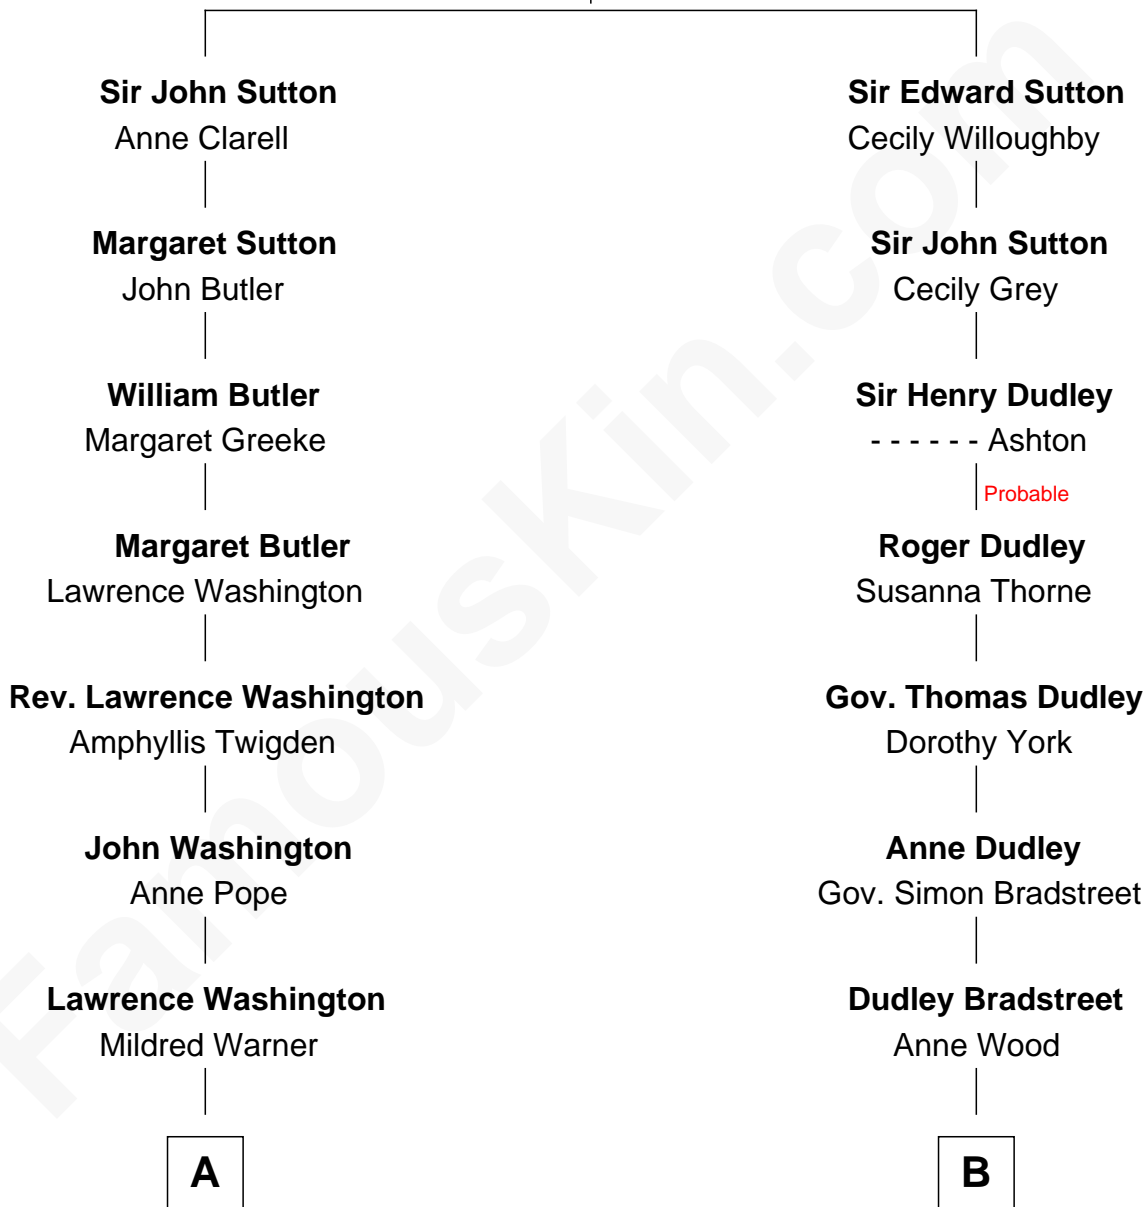 Sir John Sutton
Anne Clarell
Margaret Sutton
John Butler
William Butler
Margaret Greeke
Margaret Butler
Lawrence Washington
Rev. Lawrence Washington
Amphyllis Twigden
John Washington
Anne Pope
Lawrence Washington
Mildred Warner
A
Sir Edward Sutton
Cecily Willoughby
Sir John Sutton
Cecily Grey
Sir Henry Dudley
- - - - - - Ashton
Probable
Roger Dudley
Susanna Thorne
Gov. Thomas Dudley
Dorothy York
Anne Dudley
Gov. Simon Bradstreet
Dudley Bradstreet
Anne Wood
B
FamousKin.com